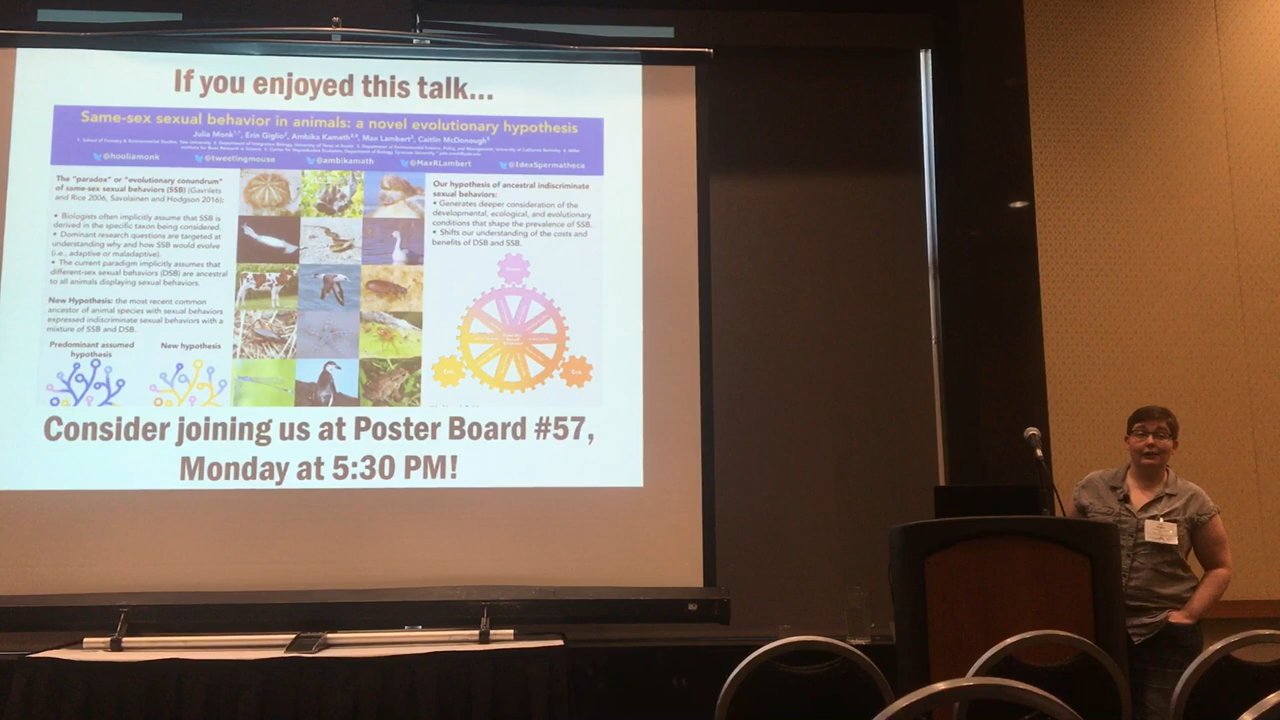 If you enjoyed this talk...
Same-sex sexual behavior in animals: a novel evolutionary hypothesis
Julia Monk¹,*, Erin Giglio², Ambika Kamath³,⁴, Max Lambert³, Caitlin McDonough⁵
@hooliamonk @tweetingmouse @ambikamath @MaxRLambert @IdeaSpermatheca
The "paradox" or "evolutionary conundrum"
of same-sex sexual behaviors (SSB) (Gavrilets
and Rice 2006, Savolainen and Hodgson 2016):
• Biologists often implicitly assume that SSB is
derived in the specific taxon being considered.
• Dominant research questions are targeted at
understanding why and how SSB would evolve
(i.e., adaptive or maladaptive).
• The current paradigm implicitly assumes that
different-sex sexual behaviors (DSB) are ancestral
to all animals displaying sexual behaviors.
New Hypothesis: the most recent common
ancestor of animal species with sexual behaviors
expressed indiscriminate sexual behaviors with a
mixture of SSB and DSB.
Predominant assumed
hypothesis
New hypothesis
Our hypothesis of ancestral indiscriminate
sexual behaviors:
• Generates deeper consideration of the
developmental, ecological, and evolutionary
conditions that shape the prevalence of SSB.
• Shifts our understanding of the costs and
benefits of DSB and SSB.
Consider joining us at Poster Board #57,
Monday at 5:30 PM!